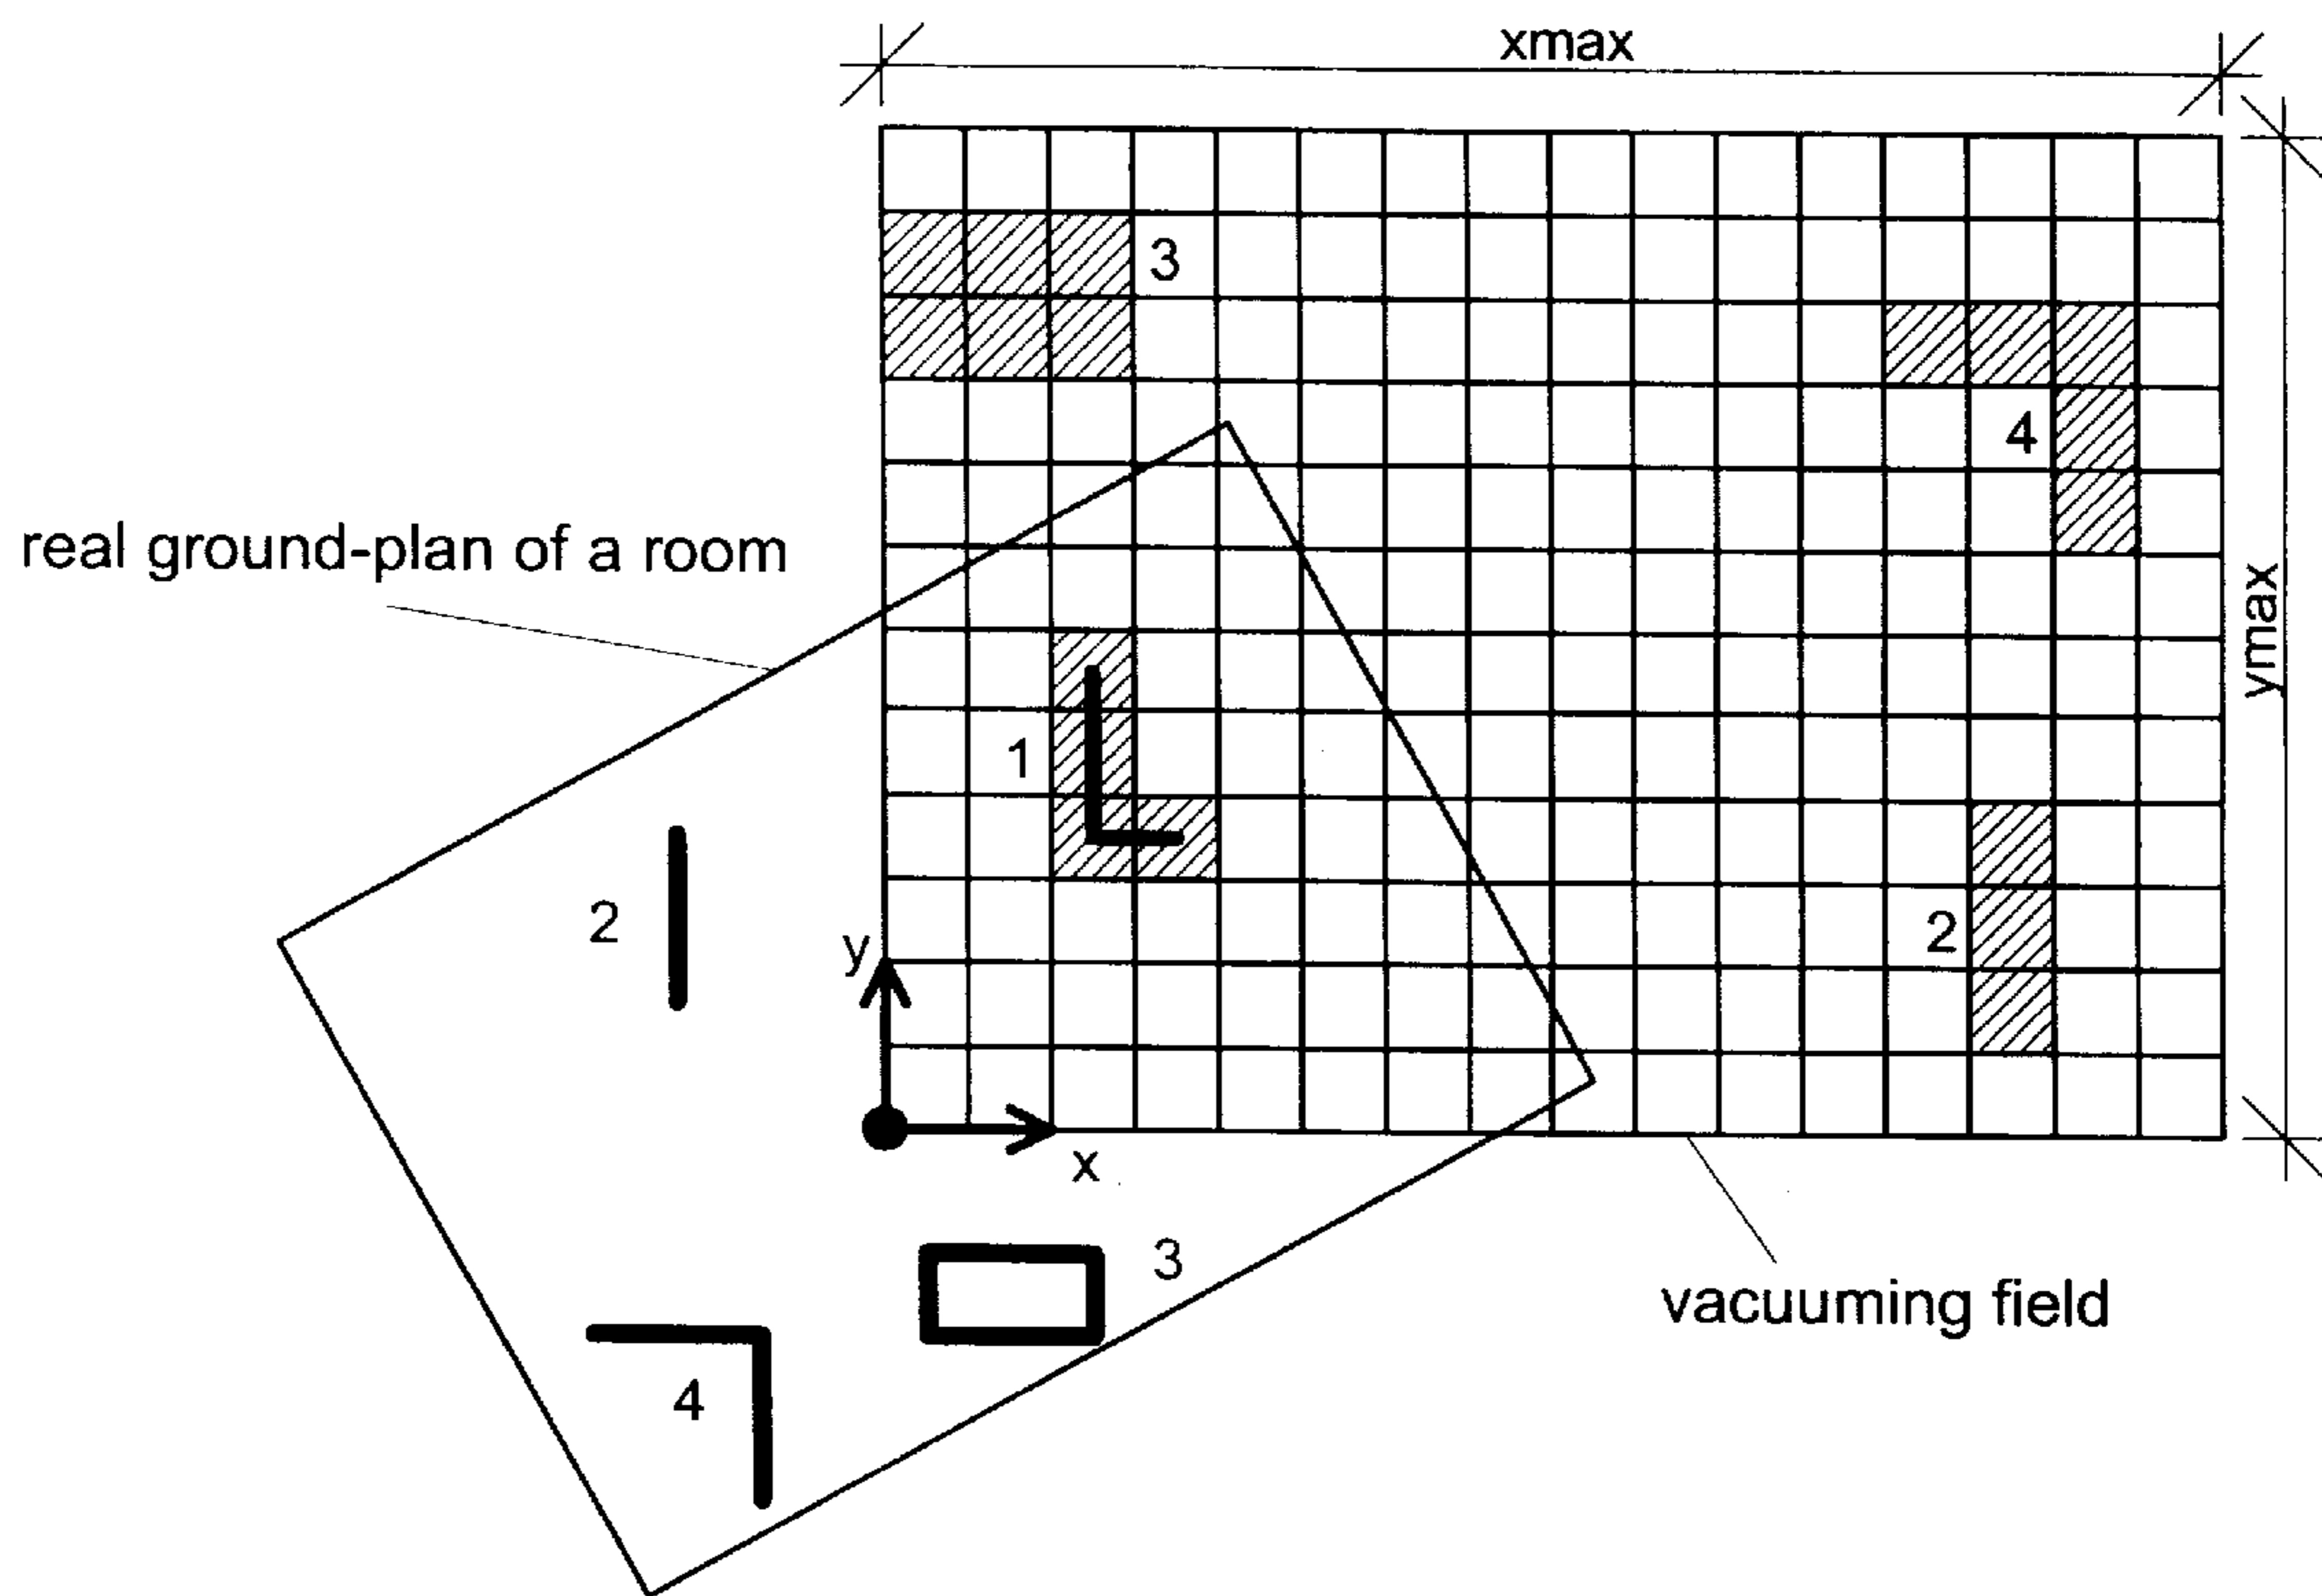 xmax
3
4
real ground-plan of a room
ymax
1
2
2
y
x
3
vacuuming field
4